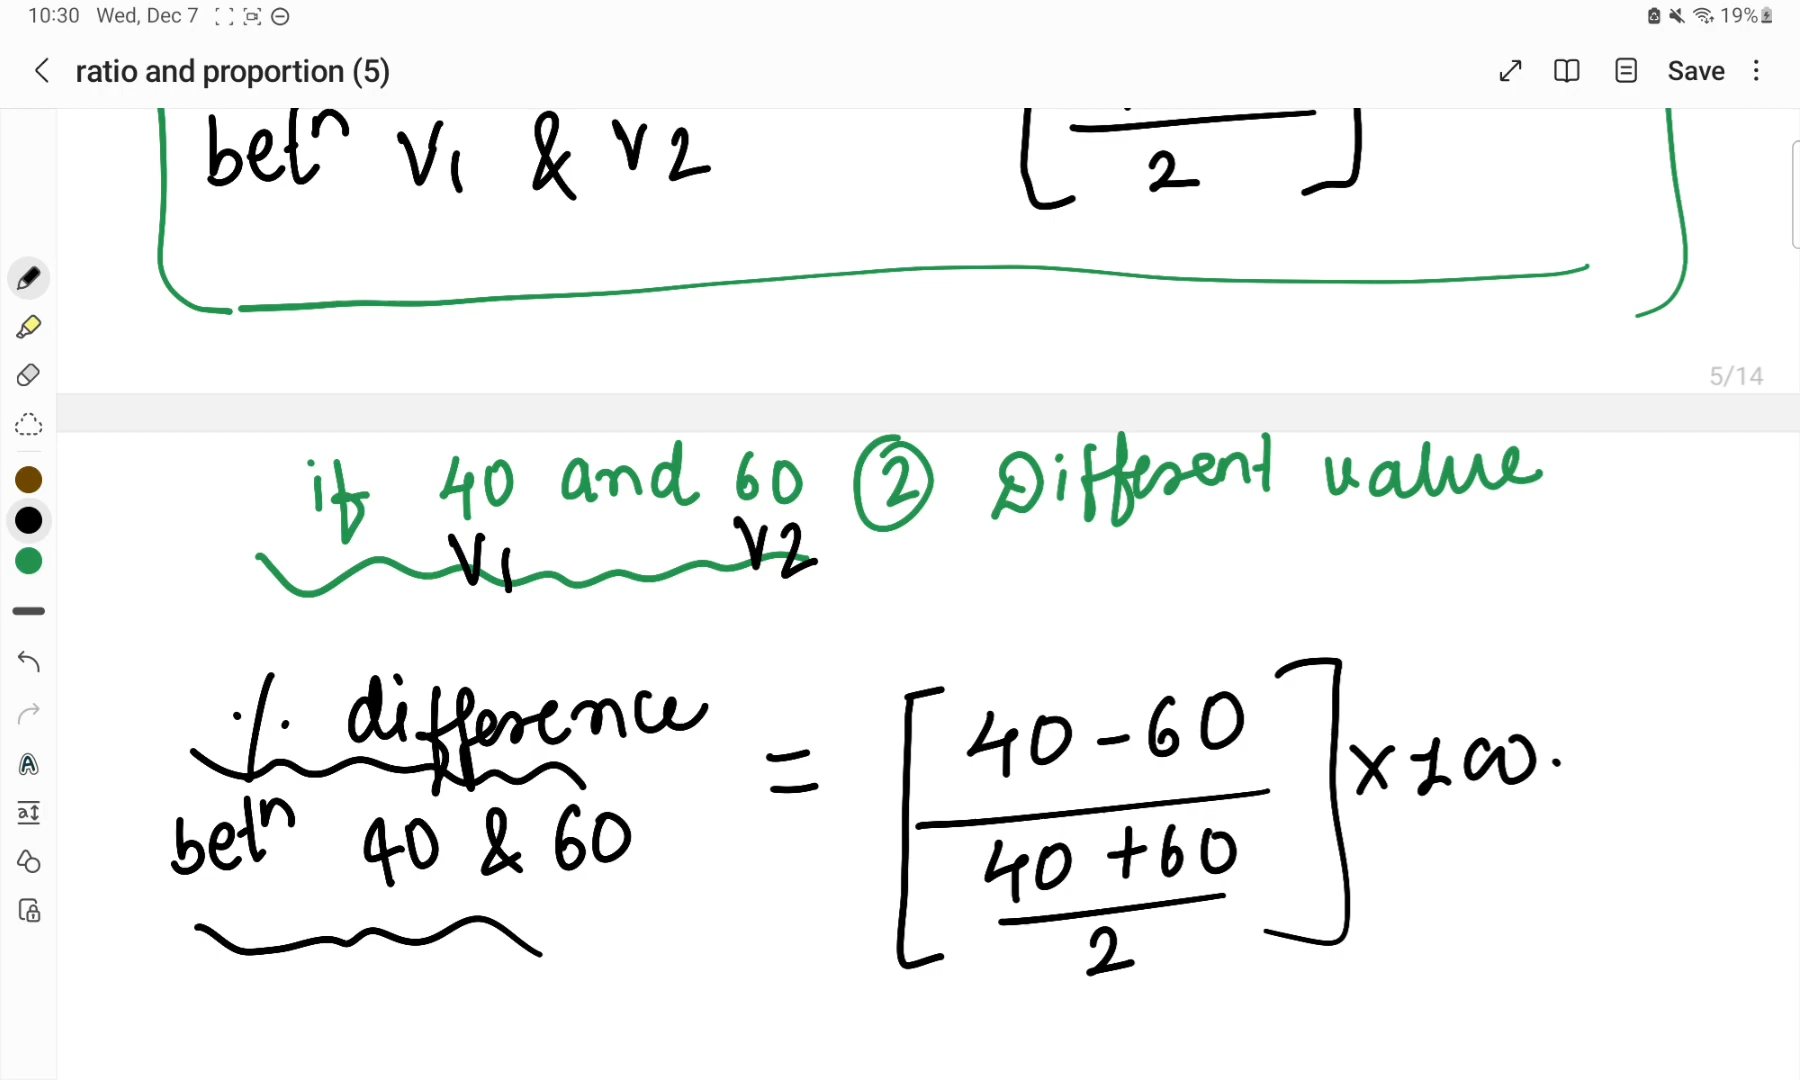 10:30 Wed, Dec 7 19%
ratio and proportion (5) Save
betⁿ V1 & V2
2
5/14
if 40 and 60 ② Different value
V1 V2
% difference
betⁿ 40 & 60
=
[40 - 60
40 + 60
2] × 100.